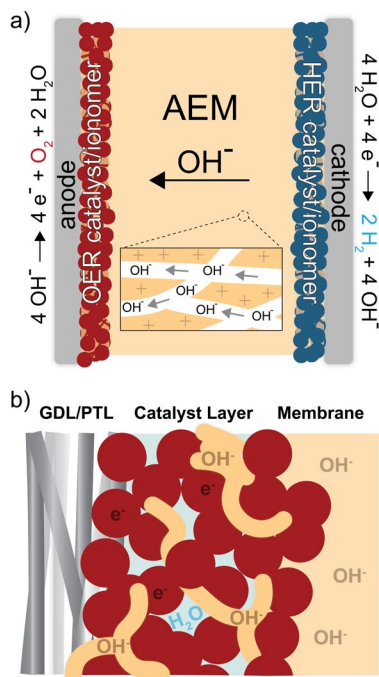 a)
4 OH⁻ → 4 e⁻ + O₂ + 2 H₂O
anode
OER catalyst/ionomer
AEM
OH⁻
HER catalyst/ionomer
cathode
4 H₂O + 4 e⁻ → 2 H₂ + 4 OH⁻
+ + + +
OH⁻ OH⁻ OH⁻
+ OH⁻ +
OH⁻ OH⁻ OH⁻
+ + +
b)
GDL/PTL Catalyst Layer Membrane
OH⁻
OH⁻
e⁻
e⁻
OH⁻
e⁻
H₂O
OH⁻
OH⁻
OH⁻